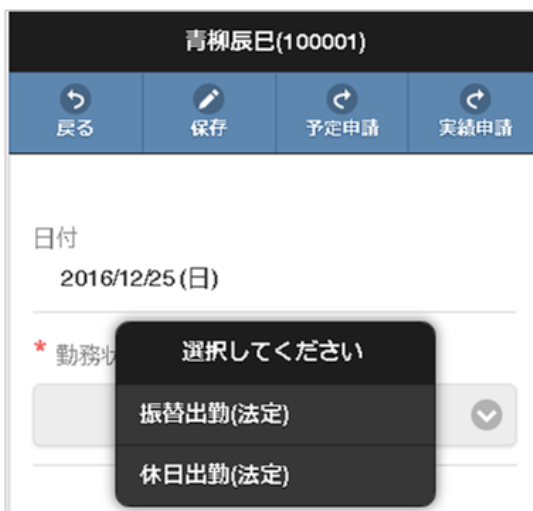 青柳辰巳(100001)
戻る 保存 予定申請 実績申請
日付
2016/12/25(日)
* 勤務状
選択してください
振替出勤(法定)
休日出勤(法定)